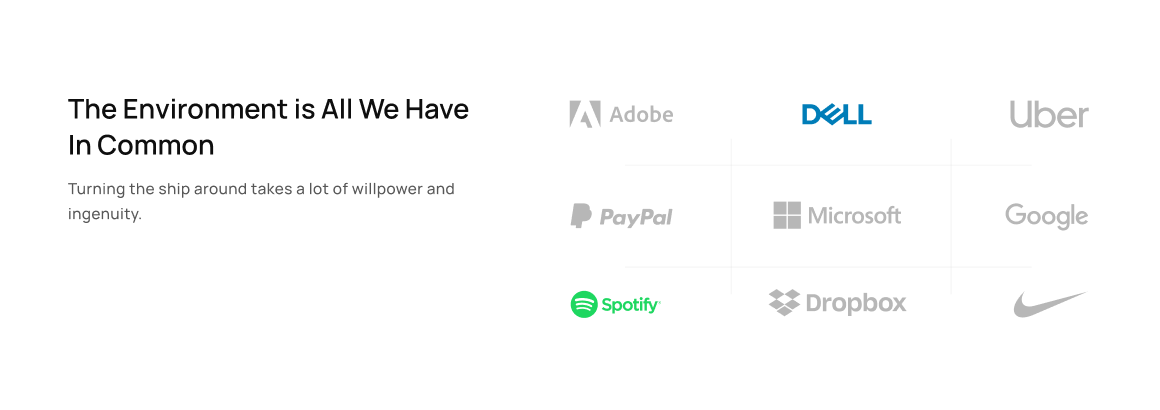 The Environment is All We Have
In Common
Turning the ship around takes a lot of willpower and
ingenuity.
Adobe
DELL
Uber
PayPal
Microsoft
Google
Spotify
Dropbox